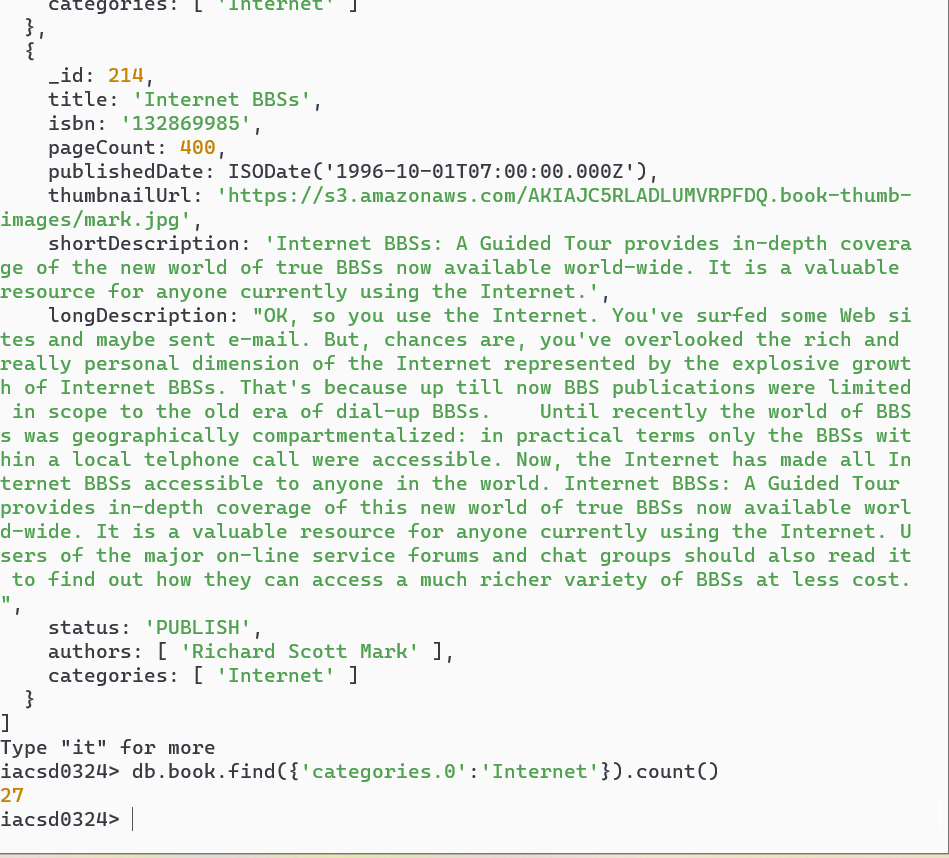 categories: [ 'Internet' ]
  },
  {
    _id: 214,
    title: 'Internet BBSs',
    isbn: '132869985',
    pageCount: 400,
    publishedDate: ISODate('1996-10-01T07:00:00.000Z'),
    thumbnailUrl: 'https://s3.amazonaws.com/AKIAJC5RLADLUMVRPFDQ.book-thumb-
images/mark.jpg',
    shortDescription: 'Internet BBSs: A Guided Tour provides in-depth covera
ge of the new world of true BBSs now available world-wide. It is a valuable
resource for anyone currently using the Internet.',
    longDescription: "OK, so you use the Internet. You've surfed some Web si
tes and maybe sent e-mail. But, chances are, you've overlooked the rich and
really personal dimension of the Internet represented by the explosive growt
h of Internet BBSs. That's because up till now BBS publications were limited
 in scope to the old era of dial-up BBSs.    Until recently the world of BBS
s was geographically compartmentalized: in practical terms only the BBSs wit
hin a local telphone call were accessible. Now, the Internet has made all In
ternet BBSs accessible to anyone in the world. Internet BBSs: A Guided Tour
provides in-depth coverage of this new world of true BBSs now available worl
d-wide. It is a valuable resource for anyone currently using the Internet. U
sers of the major on-line service forums and chat groups should also read it
 to find out how they can access a much richer variety of BBSs at less cost.
",
    status: 'PUBLISH',
    authors: [ 'Richard Scott Mark' ],
    categories: [ 'Internet' ]
  }
]
Type "it" for more
iacsd0324> db.book.find({'categories.0':'Internet'}).count()
27
iacsd0324>